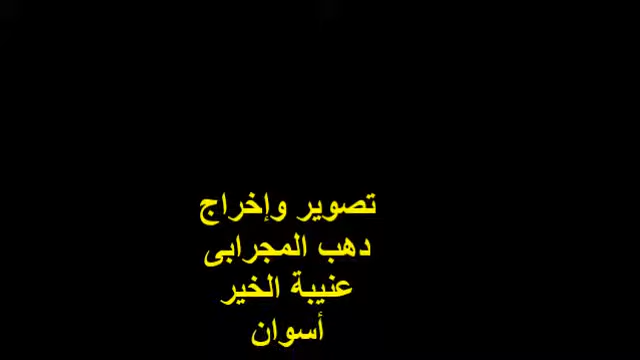 تصوير وإخراج
دهب المجرابى
عنيبة الخير
أسوان